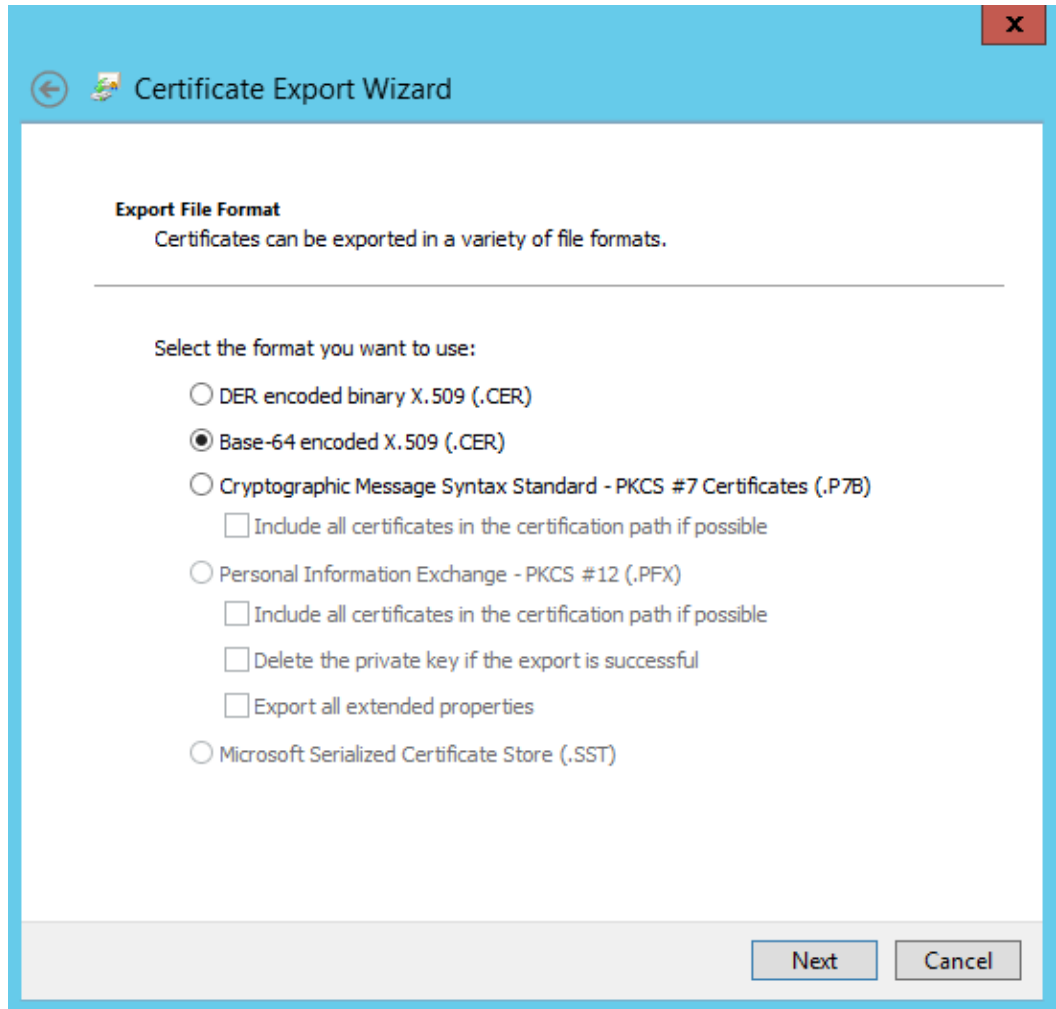 x
Certificate Export Wizard
Export File Format
Certificates can be exported in a variety of file formats.
Select the format you want to use:
DER encoded binary X.509 (.CER)
Base-64 encoded X.509 (.CER)
Cryptographic Message Syntax Standard - PKCS #7 Certificates (.P7B)
Include all certificates in the certification path if possible
Personal Information Exchange - PKCS #12 (.PFX)
Include all certificates in the certification path if possible
Delete the private key if the export is successful
Export all extended properties
Microsoft Serialized Certificate Store (.SST)
Next Cancel